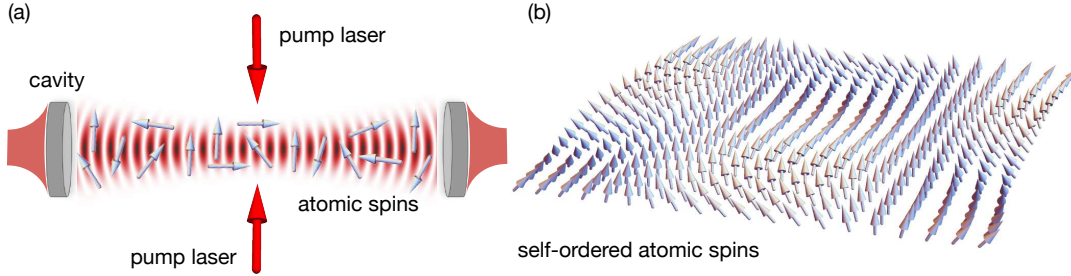 (a)
pump laser
cavity
atomic spins
pump laser
(b)
self-ordered atomic spins